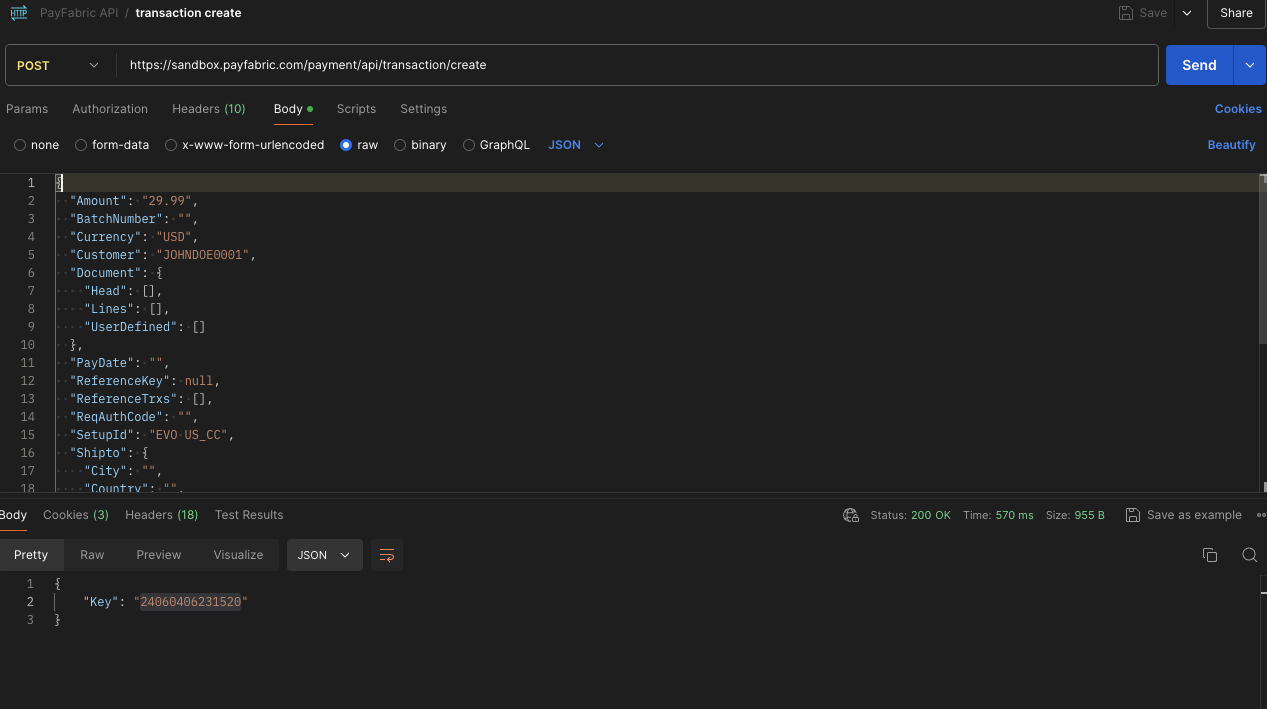 HTTP PayFabric API / transaction create Save Share
POST https://sandbox.payfabric.com/payment/api/transaction/create Send
Params Authorization Headers (10) Body Scripts Settings Cookies
none form-data x-www-form-urlencoded raw binary GraphQL JSON Beautify
1 {
2 "Amount": "29.99",
3 "BatchNumber": "",
4 "Currency": "USD",
5 "Customer": "JOHNDOE0001",
6 "Document": {
7 "Head": [],
8 "Lines": [],
9 "UserDefined": []
10 },
11 "PayDate": "",
12 "ReferenceKey": null,
13 "ReferenceTrxs": [],
14 "ReqAuthCode": "",
15 "SetupId": "EVO US_CC",
16 "Shipto": {
17 "City": "",
18 "Country": "",
Body Cookies (3) Headers (18) Test Results Status: 200 OK Time: 570 ms Size: 955 B Save as example
Pretty Raw Preview Visualize JSON
1 {
2 "Key": "24060406231520"
3 }